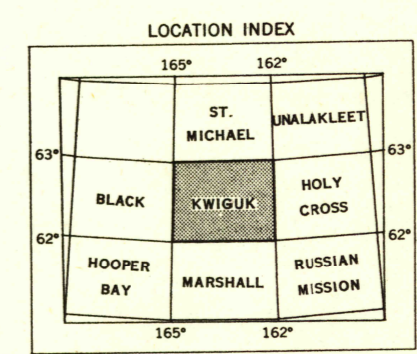 LOCATION INDEX
165° 162°
ST.
MICHAEL
UNALAKLEET
63° 63°
BLACK
KWIGUK
HOLY
CROSS
62° 62°
HOOPER
BAY
MARSHALL
RUSSIAN
MISSION
165° 162°